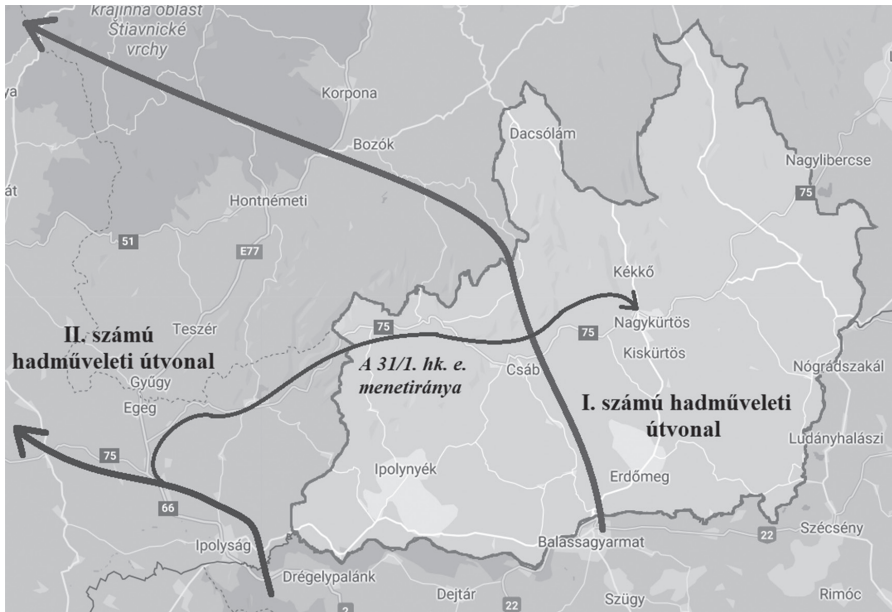 krajinná oblasť
Štiavnické
vrchy
Korpona
Bozók
Dacsólám
Nagylibercse
75
Hontnémeti
51
E77
Kékkő
II. számú
hadműveleti útvonal
Teszér
75
75
Nagykürtös
A 31/1. hk. e.
menetiránya
Kiskürtös
Csáb
Nógrádszakál
Gyűgy
Egeg
I. számú hadműveleti
útvonal
Ludányhalászi
75
Ipolynyék
Erdőmeg
66
Szécsény
22
Ipolyság
Balassagyarmat
Drégelypalánk
Dejtár
22
Szügy
Rimóc
2